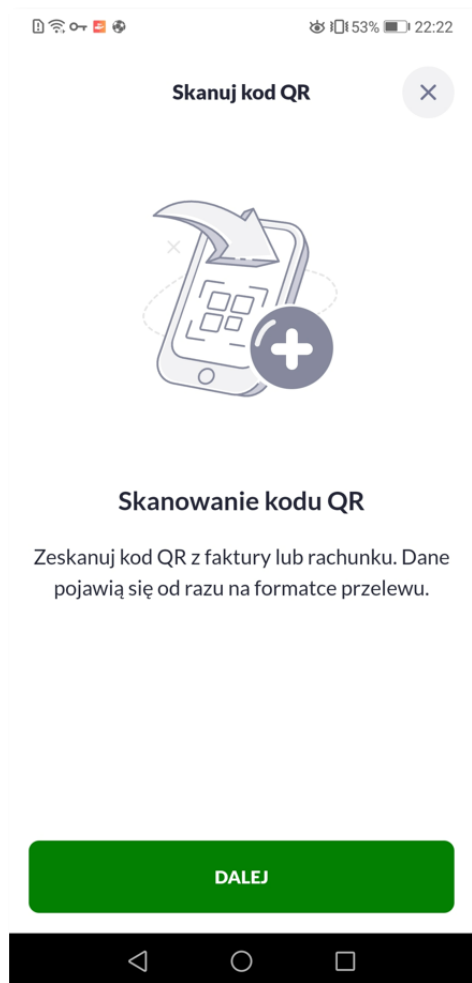 53% 22:22
Skanuj kod QR
Skanowanie kodu QR
Zeskanuj kod QR z faktury lub rachunku. Dane
pojawią się od razu na formatce przelewu.
DALEJ